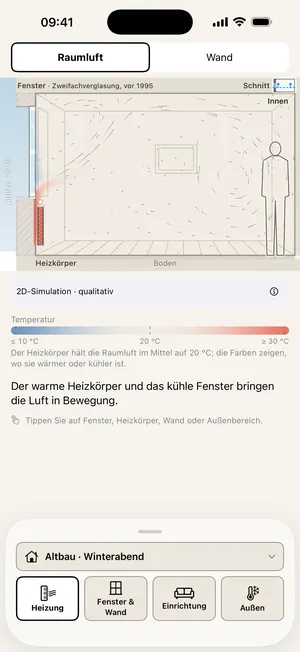 09:41
Raumluft
Wand
Fenster · Zweifachverglasung, vor 1995
Schnitt
Innen
Heizkörper
Boden
2D-Simulation · qualitativ
Temperatur
≤ 10 °C
20 °C
≥ 30 °C
Der Heizkörper hält die Raumluft im Mittel auf 20 °C; die Farben zeigen,
wo sie wärmer oder kühler ist.
Der warme Heizkörper und das kühle Fenster bringen
die Luft in Bewegung.
Tippen Sie auf Fenster, Heizkörper, Wand oder Außenbereich.
Altbau · Winterabend
Heizung
Fenster &
Wand
Einrichtung
Außen